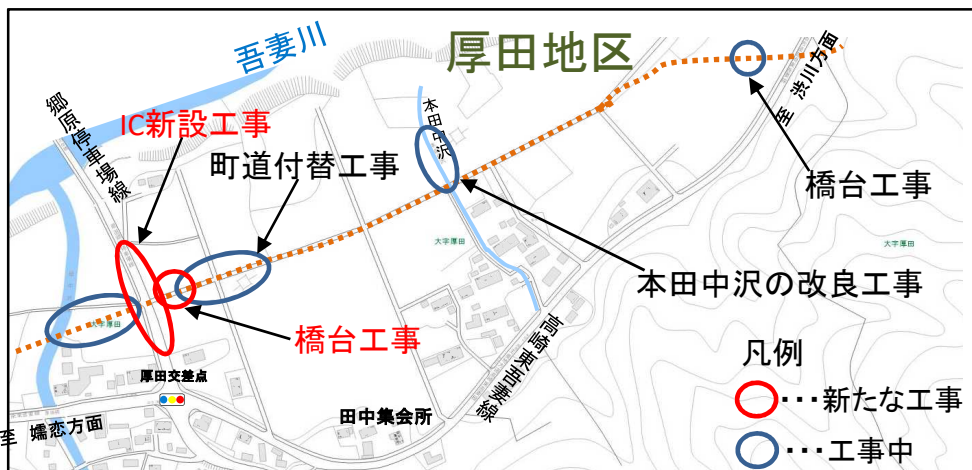 吾妻川
厚田地区
至 渋川方面
郷原停車場線
IC新設工事
本田中沢
町道付替工事
橋台工事
大字厚田
大字厚田
本田中沢の改良工事
大字厚田
橋台工事
高崎東吾妻線
凡例
厚田交差点
・・・新たな工事
田中集会所
至 嬬恋方面
・・・工事中